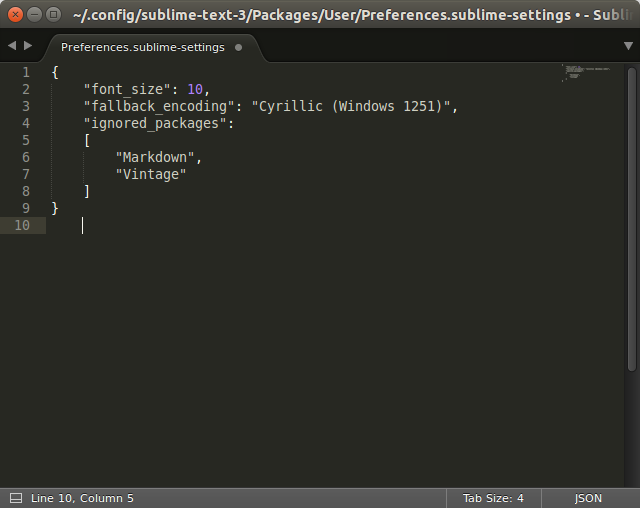 ~/.config/sublime-text-3/Packages/User/Preferences.sublime-settings • - Subl
Preferences.sublime-settings
1 {
2     "font_size": 10,
3     "fallback_encoding": "Cyrillic (Windows 1251)",
4     "ignored_packages":
5     [
6         "Markdown",
7         "Vintage"
8     ]
9 }
10
Line 10, Column 5 Tab Size: 4 JSON